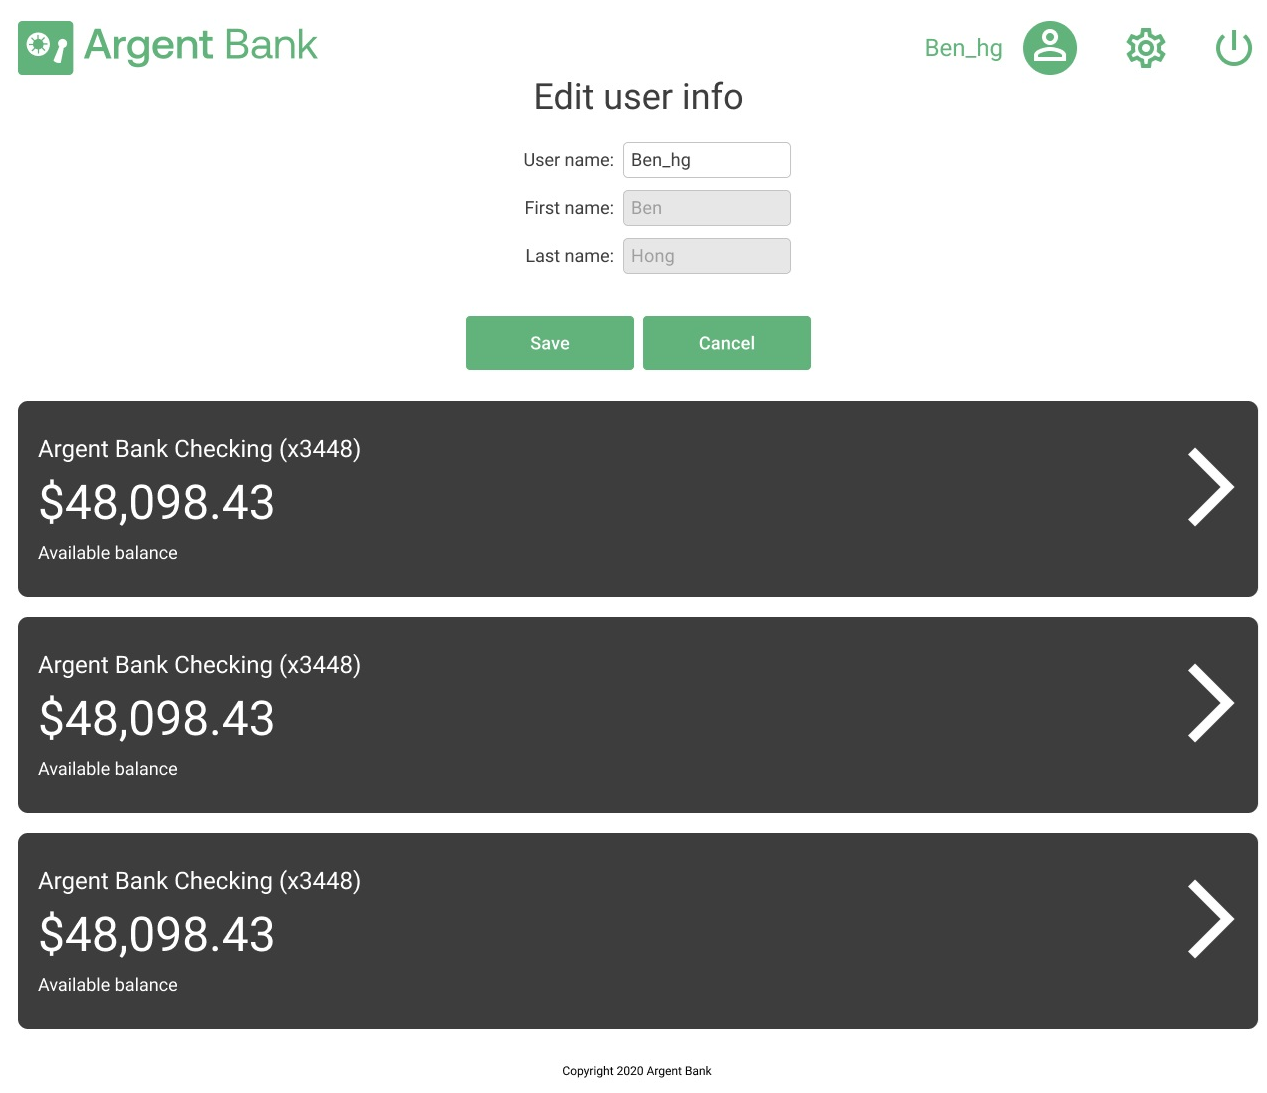 Argent Bank
Ben_hg
Edit user info
User name: Ben_hg
First name: Ben
Last name: Hong
Save Cancel
Argent Bank Checking (x3448)
$48,098.43
Available balance
Argent Bank Checking (x3448)
$48,098.43
Available balance
Argent Bank Checking (x3448)
$48,098.43
Available balance
Copyright 2020 Argent Bank